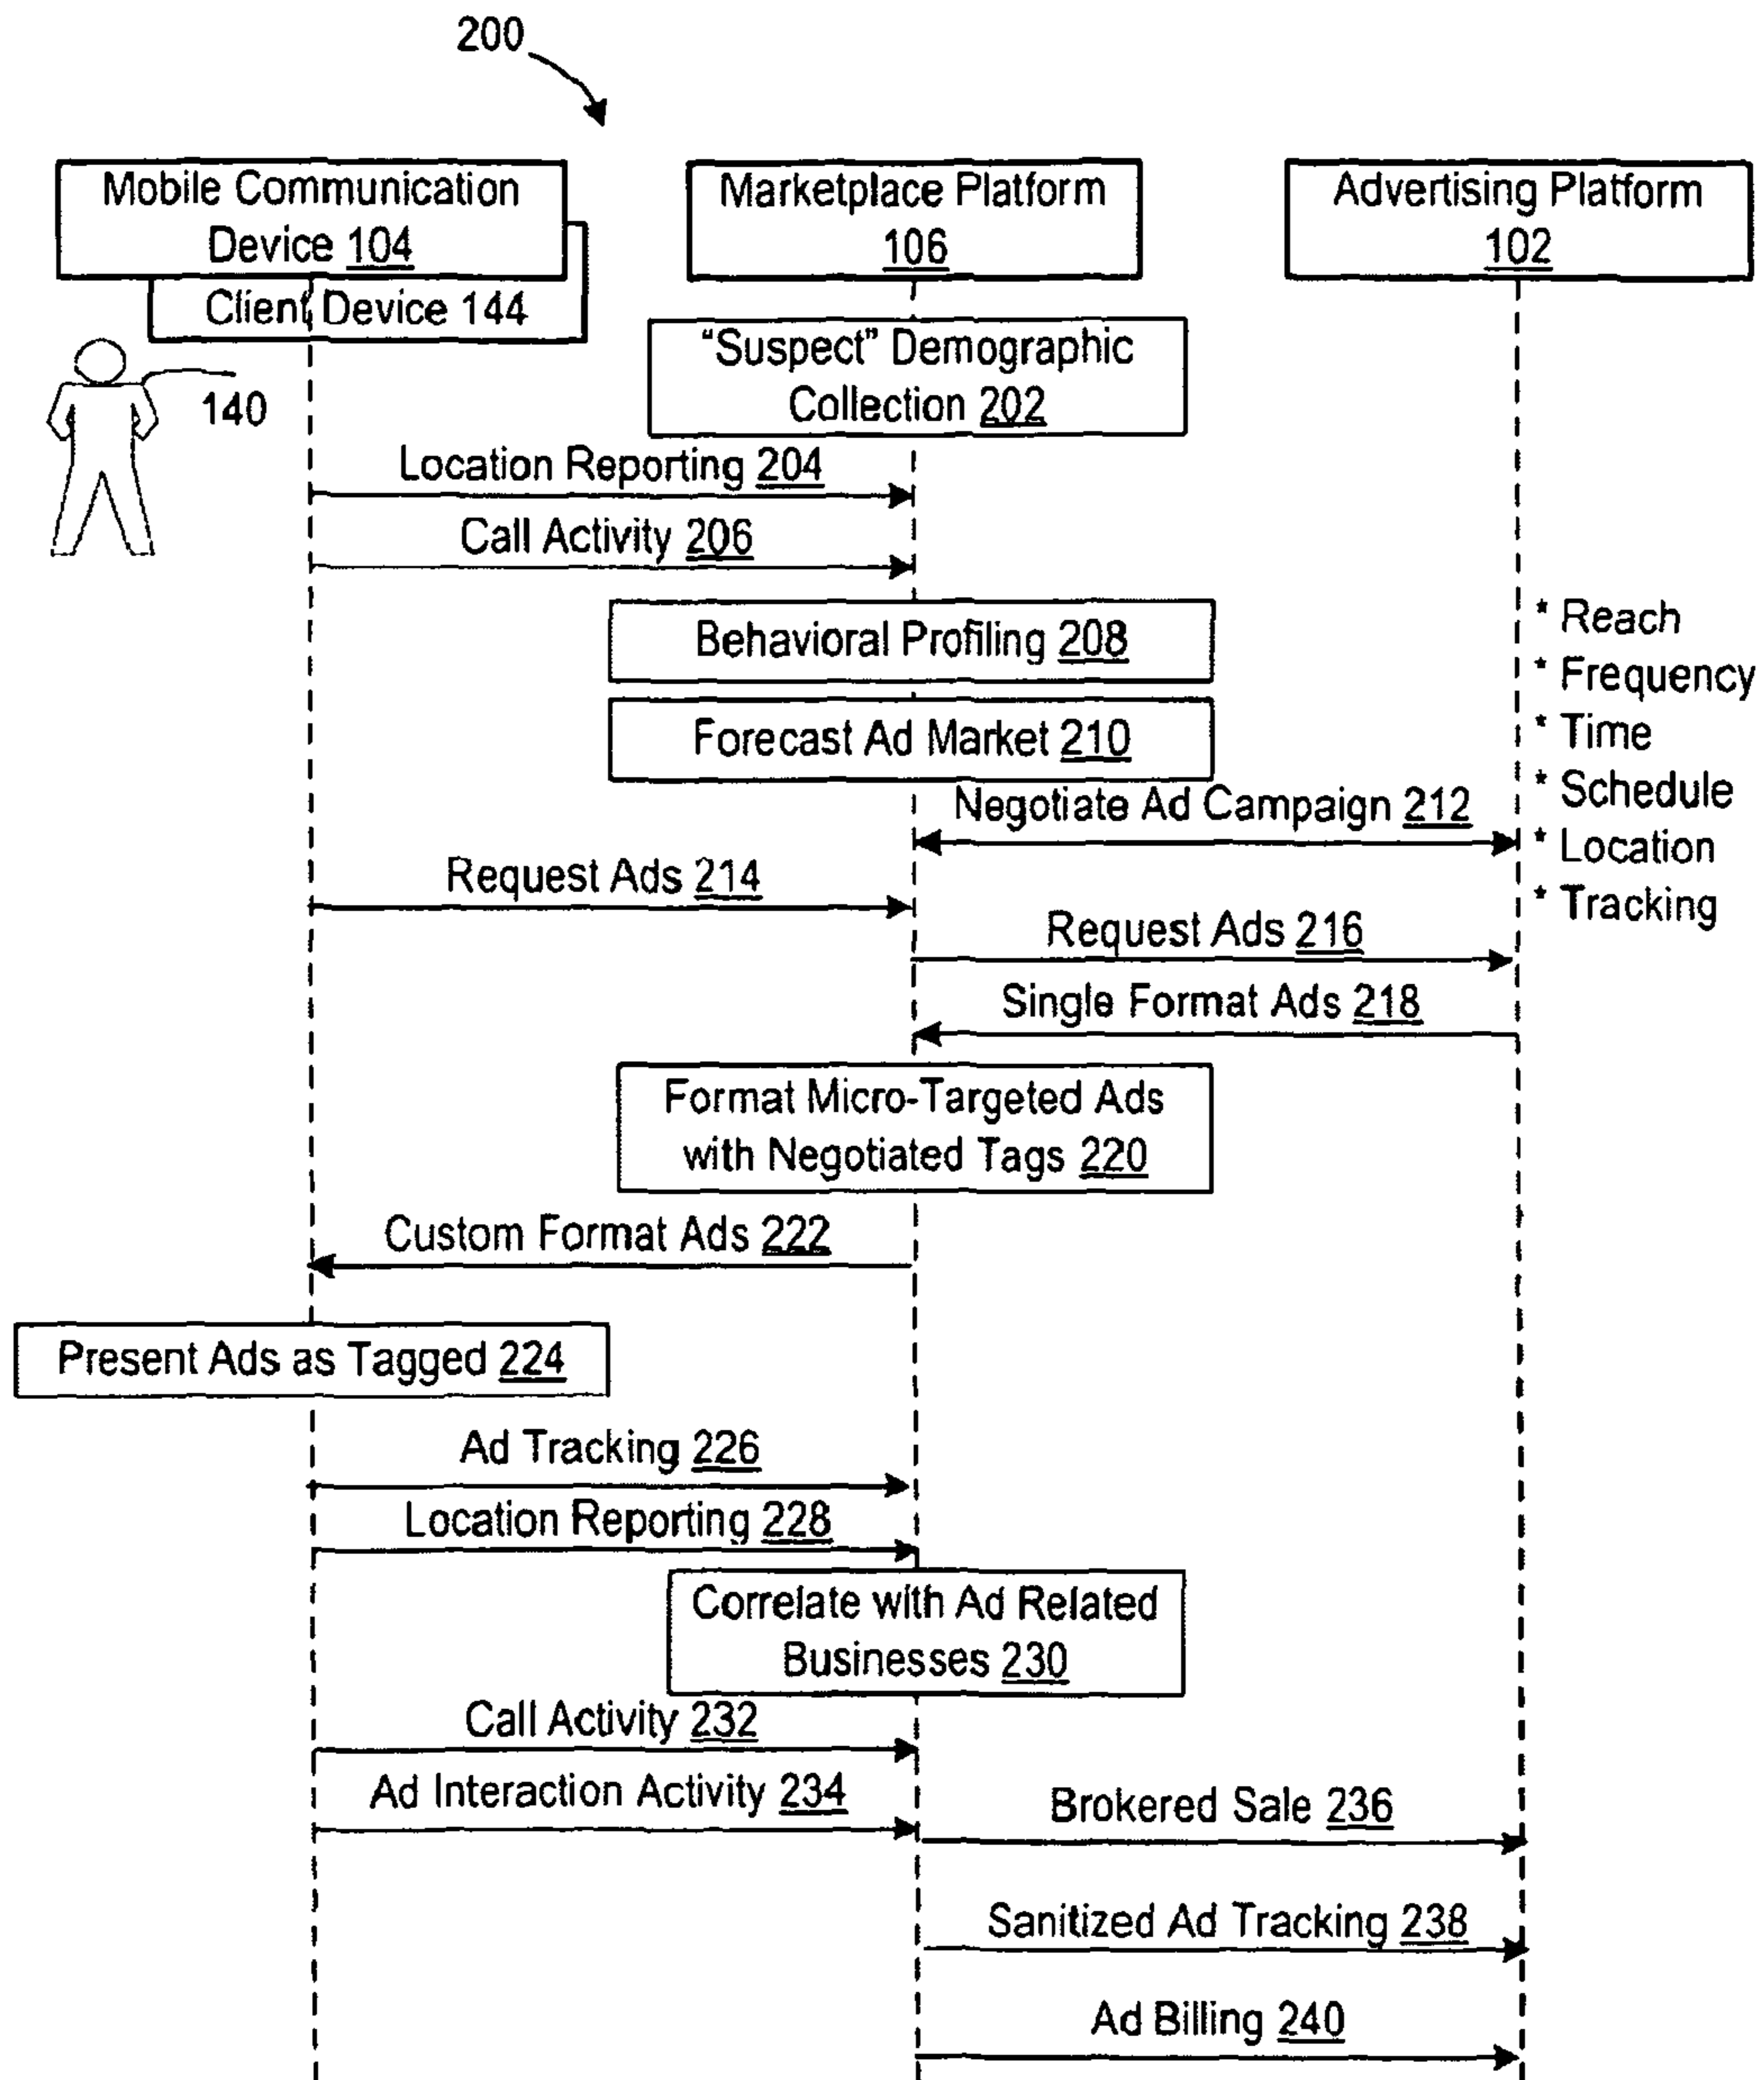 200
Mobile Communication
Device 104
Marketplace Platform
106
Advertising Platform
102
Client Device 144
"Suspect" Demographic
Collection 202
140
Location Reporting 204
Call Activity 206
Behavioral Profiling 208
* Reach
* Frequency
* Time
* Schedule
* Location
* Tracking
Forecast Ad Market 210
Negotiate Ad Campaign 212
Request Ads 214
Request Ads 216
Single Format Ads 218
Format Micro-Targeted Ads
with Negotiated Tags 220
Custom Format Ads 222
Present Ads as Tagged 224
Ad Tracking 226
Location Reporting 228
Correlate with Ad Related
Businesses 230
Call Activity 232
Ad Interaction Activity 234
Brokered Sale 236
Sanitized Ad Tracking 238
Ad Billing 240